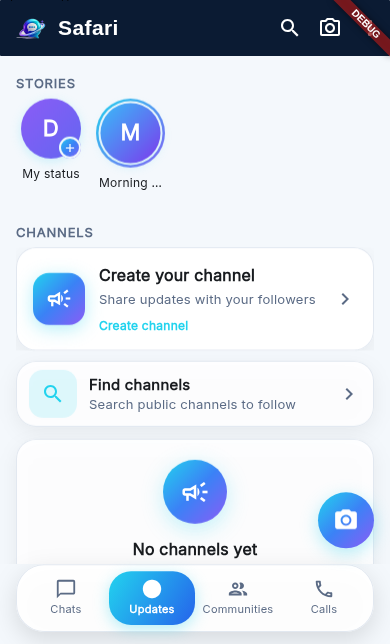 Safari
DEBUG
STORIES
D
M
My status
Morning ...
CHANNELS
Create your channel
Share updates with your followers
Create channel
Find channels
Search public channels to follow
No channels yet
Chats
Updates
Communities
Calls